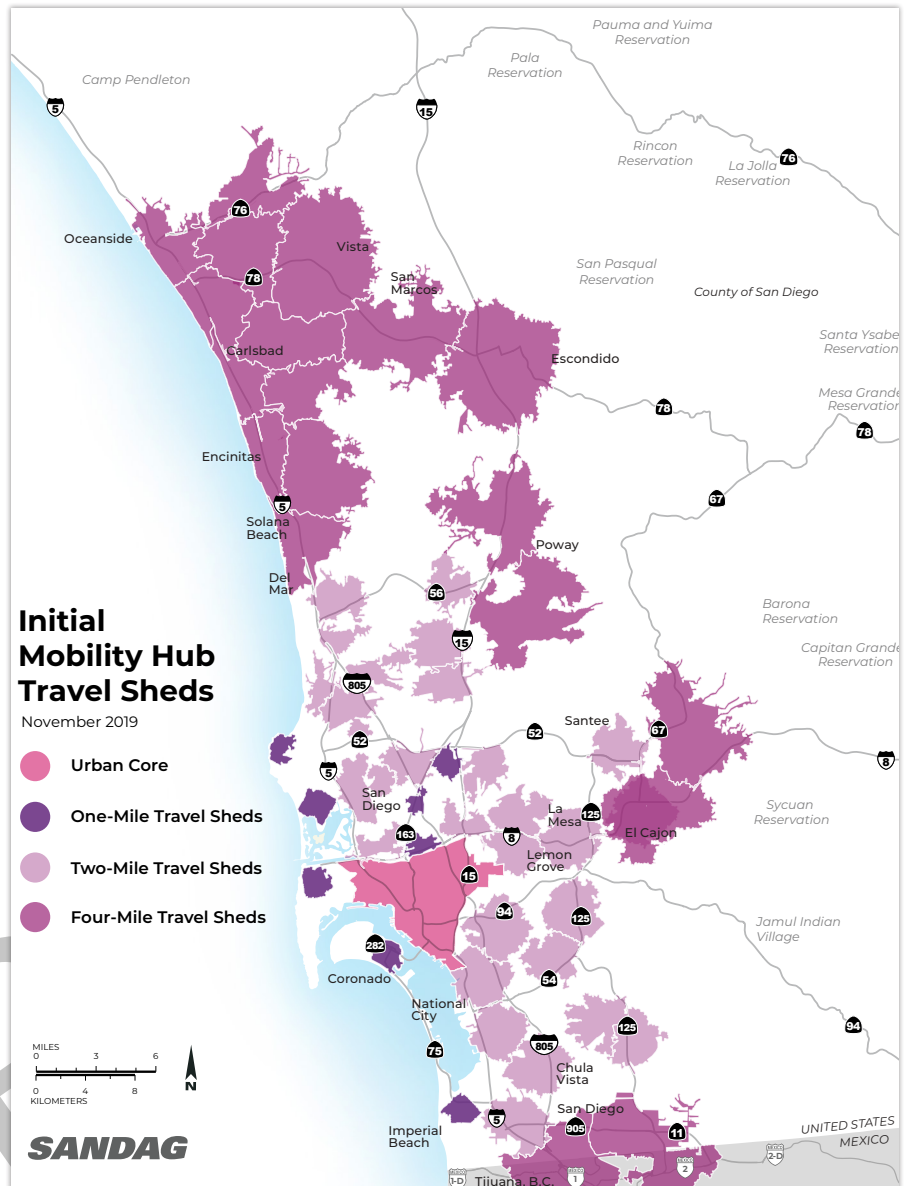 Pauma and Yuima
Reservation
Pala
Reservation
Camp Pendleton
5
15
Rincon
Reservation
La Jolla
Reservation
76
76
Oceanside
Vista
San Pasqual
Reservation
78
San
Marcos
County of San Diego
Santa Ysabe
Reservation
Carlsbad
Escondido
Mesa Grande
Reservation
78
78
Encinitas
67
5
Solana
Beach
Poway
Del
Mar
56
Barona
Reservation
15
Capitan Grande
Reservation
805
Initial
Mobility Hub
Travel Sheds
November 2019
Urban Core
One-Mile Travel Sheds
Two-Mile Travel Sheds
Four-Mile Travel Sheds
Santee
67
52
52
8
5
San
Diego
La
Mesa
125
Sycuan
Reservation
163
8
El Cajon
Lemon
Grove
15
94
125
Jamul Indian
Village
282
Coronado
54
National
City
125
94
805
75
Chula
Vista
MILES
0 3 6
N
0 4 8
KILOMETERS
San Diego
5
905
11
UNITED STATES
MEXICO
Imperial
Beach
SANDAG
2-D
2
1-D
1
Tijuana, B.C.